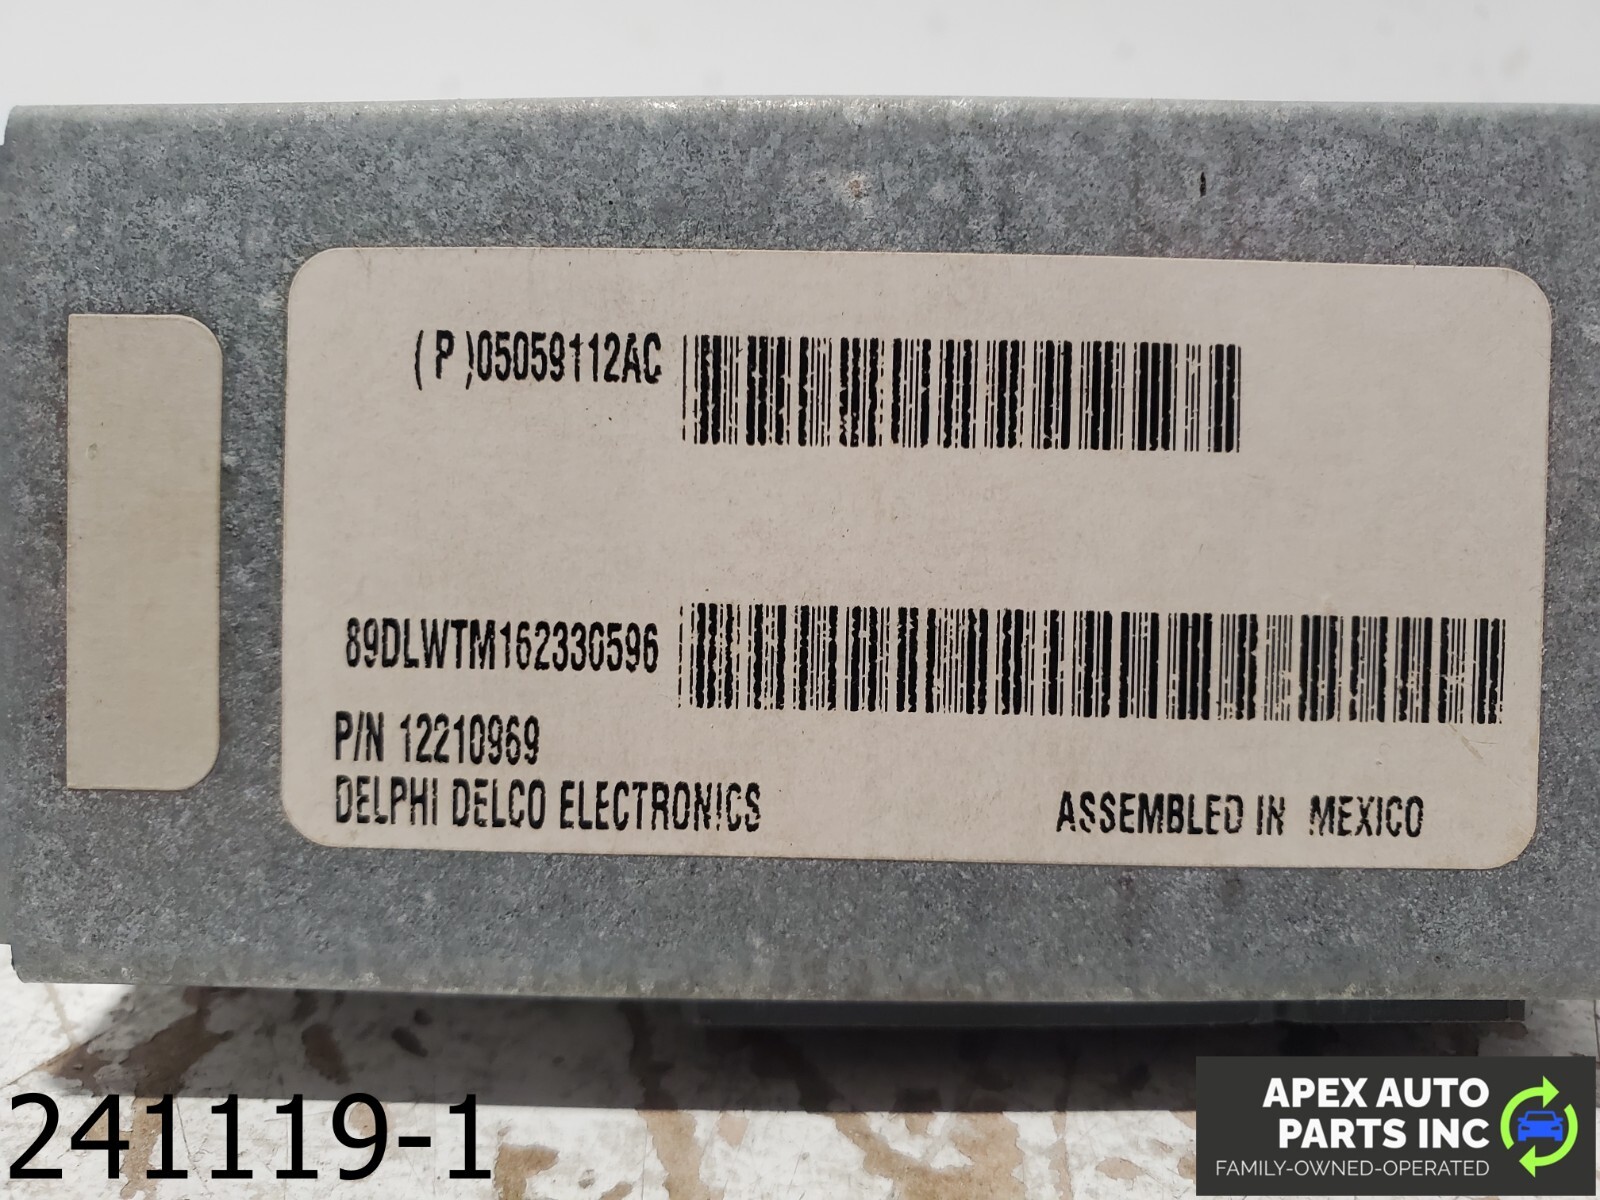 (P)05059112AC
89DLWTM162330596
P/N 12210969
DELPHI DELCO ELECTRONICS
ASSEMBLED IN MEXICO
241119-1
APEX AUTO
PARTS INC
FAMILY-OWNED-OPERATED